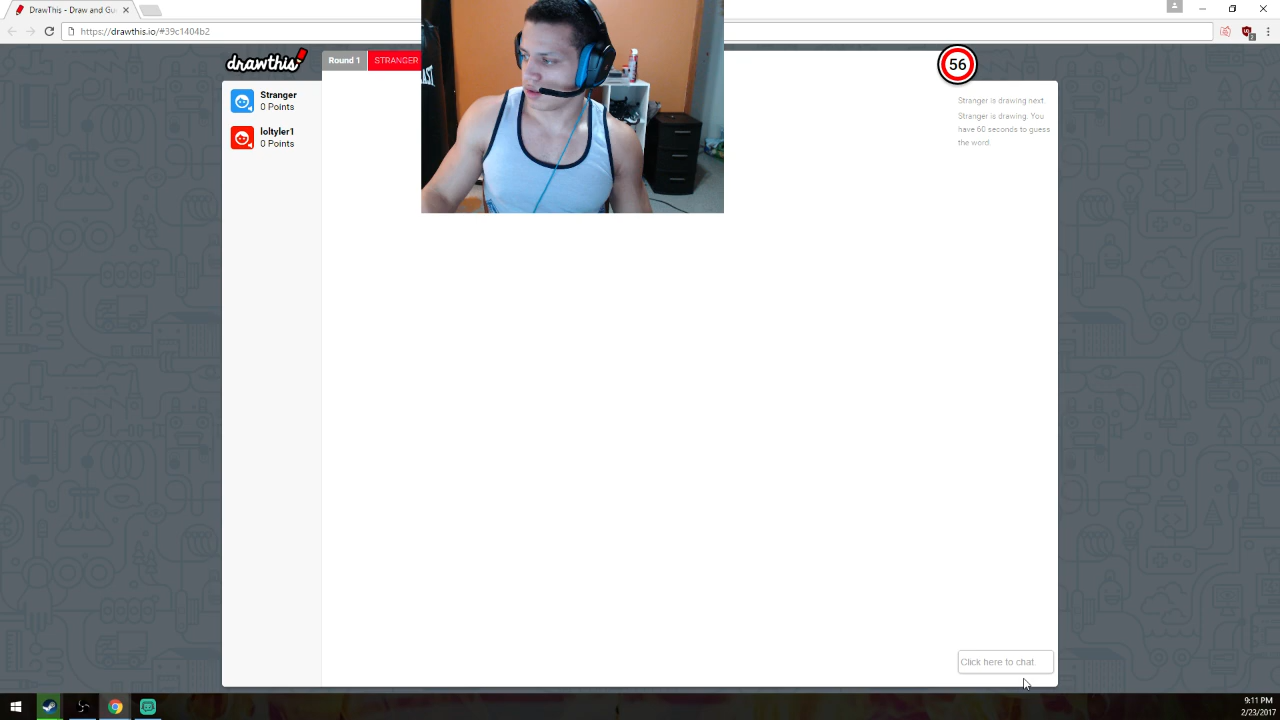 DrawThis - Draw and Gu
https://drawthis.io/#39c1404b2
drawthis!
Round 1
STRANGER
56
Stranger
0 Points
loltyler1
0 Points
Stranger is drawing next.
Stranger is drawing. You
have 60 seconds to guess
the word.
Click here to chat
9:11 PM
2/23/2017